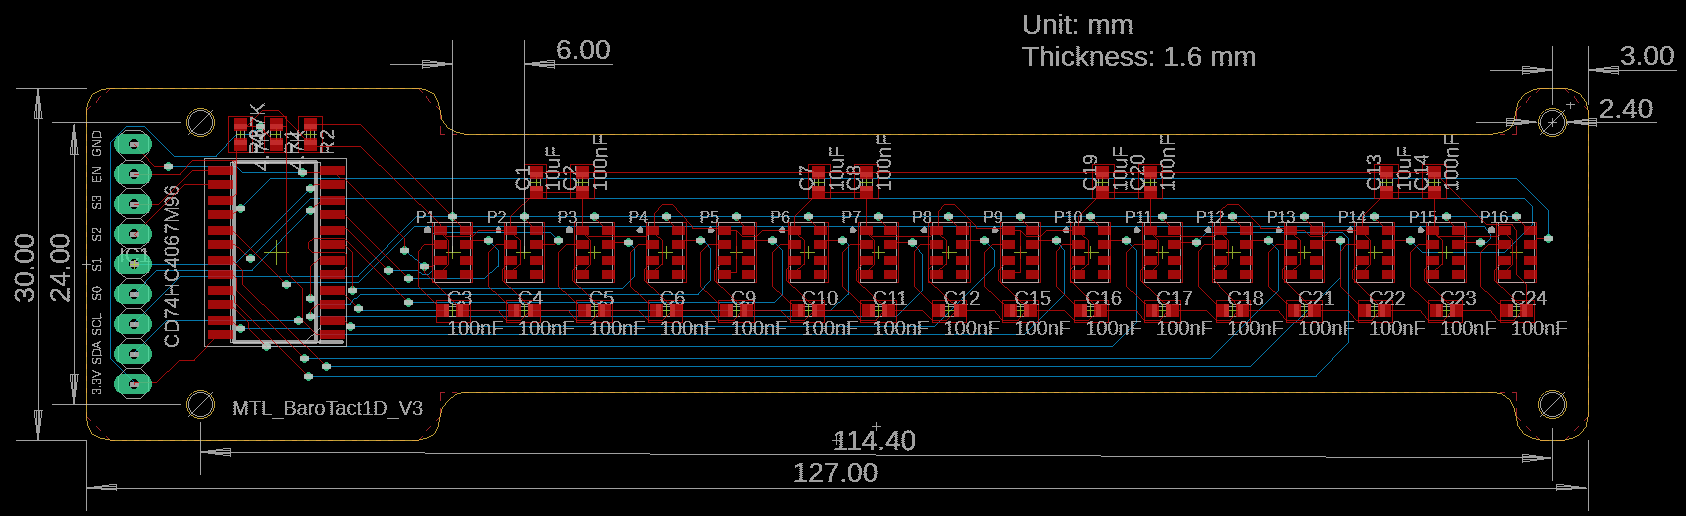 Unit: mm
Thickness: 1.6 mm
6.00
3.00
2.40
30.00
24.00
GND
EN
S3
S2
S1
S0
SCL
SDA
3.3V
CD74HC4067M96
R2
C1
10uF
C2
100nF
C7
10uF
C8
100nF
C19
10uF
C20
100nF
C13
10uF
C14
100nF
P1 P2 P3 P4 P5 P6 P7 P8 P9 P10 P11 P12 P13 P14 P15 P16
C3 C4 C5 C6 C9 C10 C11 C12 C15 C16 C17 C18 C21 C22 C23 C24
100nF 100nF 100nF 100nF 100nF 100nF 100nF 100nF 100nF 100nF 100nF 100nF 100nF 100nF 100nF 100nF
MTL_BaroTact1D_V3
114.40
127.00